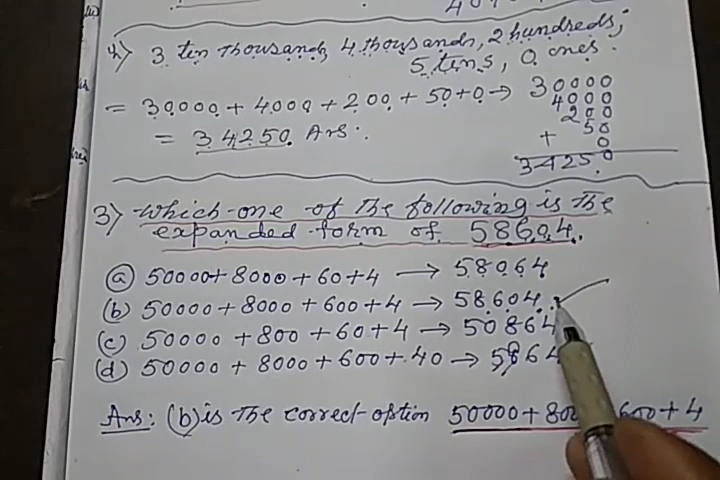 h) 3 ten thousand, 4 thousands, 2 hundreds,
5 tens, 0 ones.
= 30000 + 4000 + 200 + 50 + 0 → 30000
4000
200
50
= 34250. Ans. + 0
34250
3) Which one of the following is the
expanded form of 58604.
(a) 50000 + 8000 + 60 + 4 → 58064
(b) 50000 + 8000 + 600 + 4 → 58604
(c) 50000 + 800 + 60 + 4 → 50864
(d) 50000 + 8000 + 600 + 40 → 5864
Ans: (b) is the correct option 50000 + 800 600 + 4